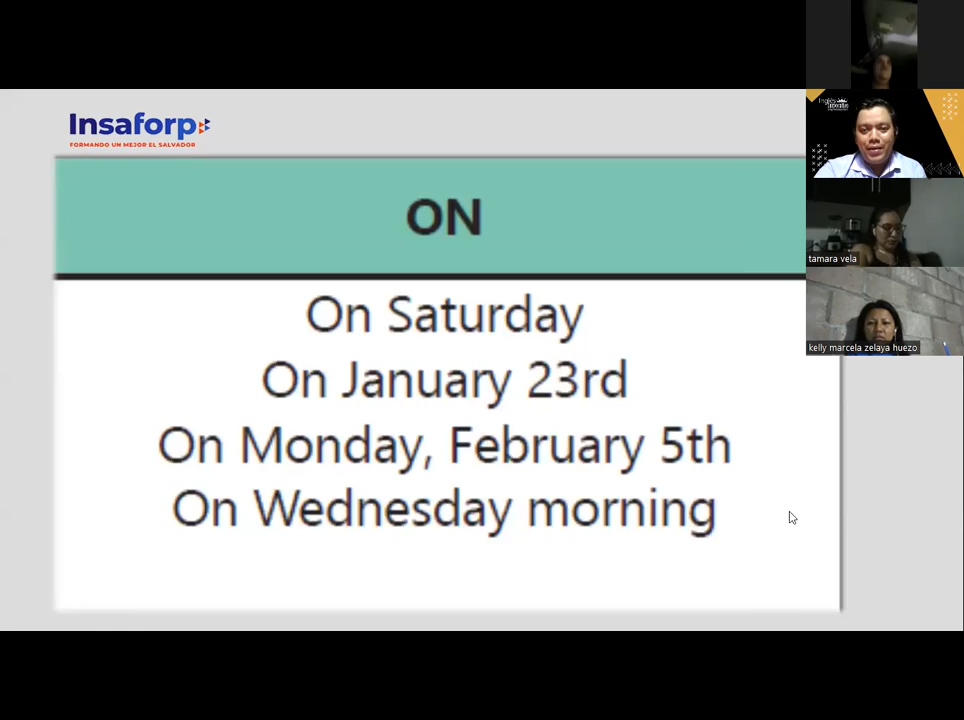 Insaforp
FORMANDO UN MEJOR EL SALVADOR
ON
On Saturday
On January 23rd
On Monday, February 5th
On Wednesday morning
Inglés
tamara vela
kelly marcela zelaya huezo